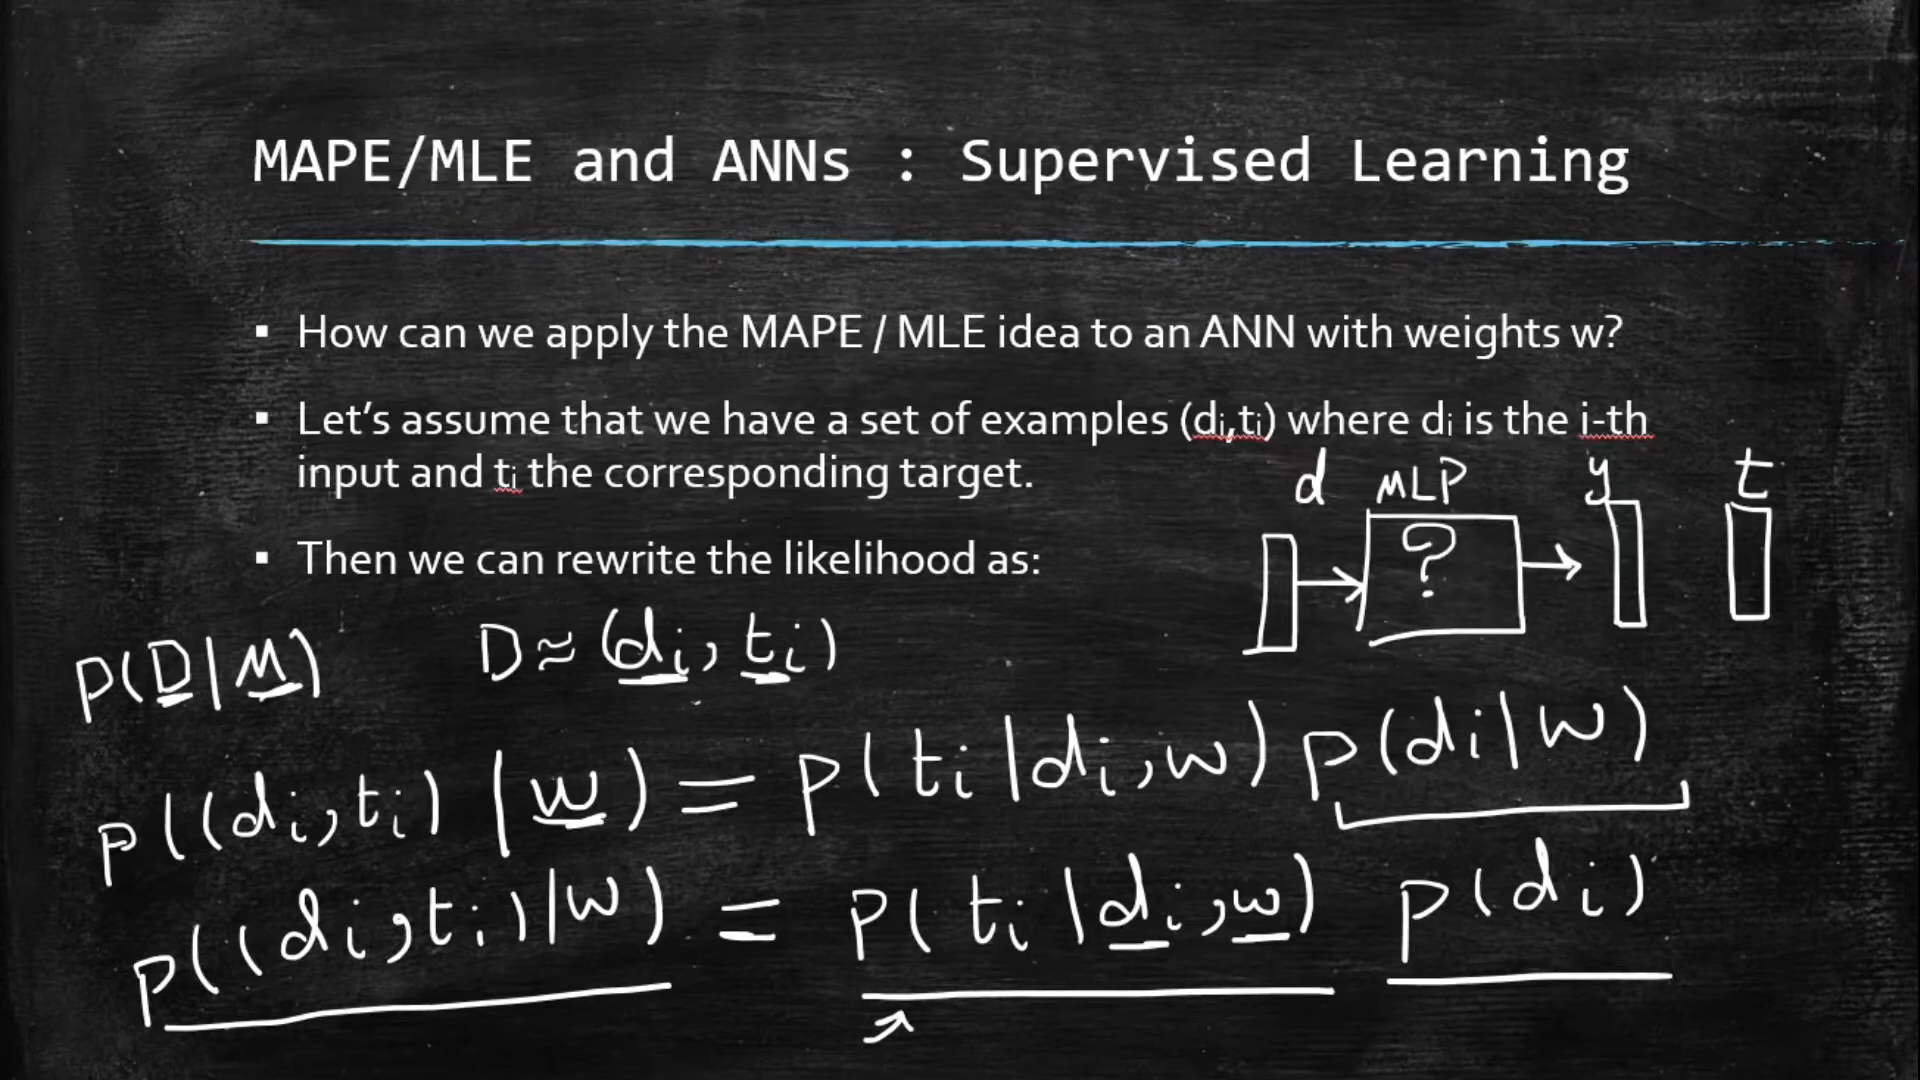 MAPE/MLE and ANNs : Supervised Learning
▪ How can we apply the MAPE / MLE idea to an ANN with weights w?
▪ Let's assume that we have a set of examples (di,ti) where di is the i-th
input and ti the corresponding target.
d MLP y t
?
▪ Then we can rewrite the likelihood as:
P(D|M) D≈(di, ti)
P((di,ti) | w) = P(ti|di,w) P(di|w)
P((di,ti)|w) = P(ti|di,w) P(di)